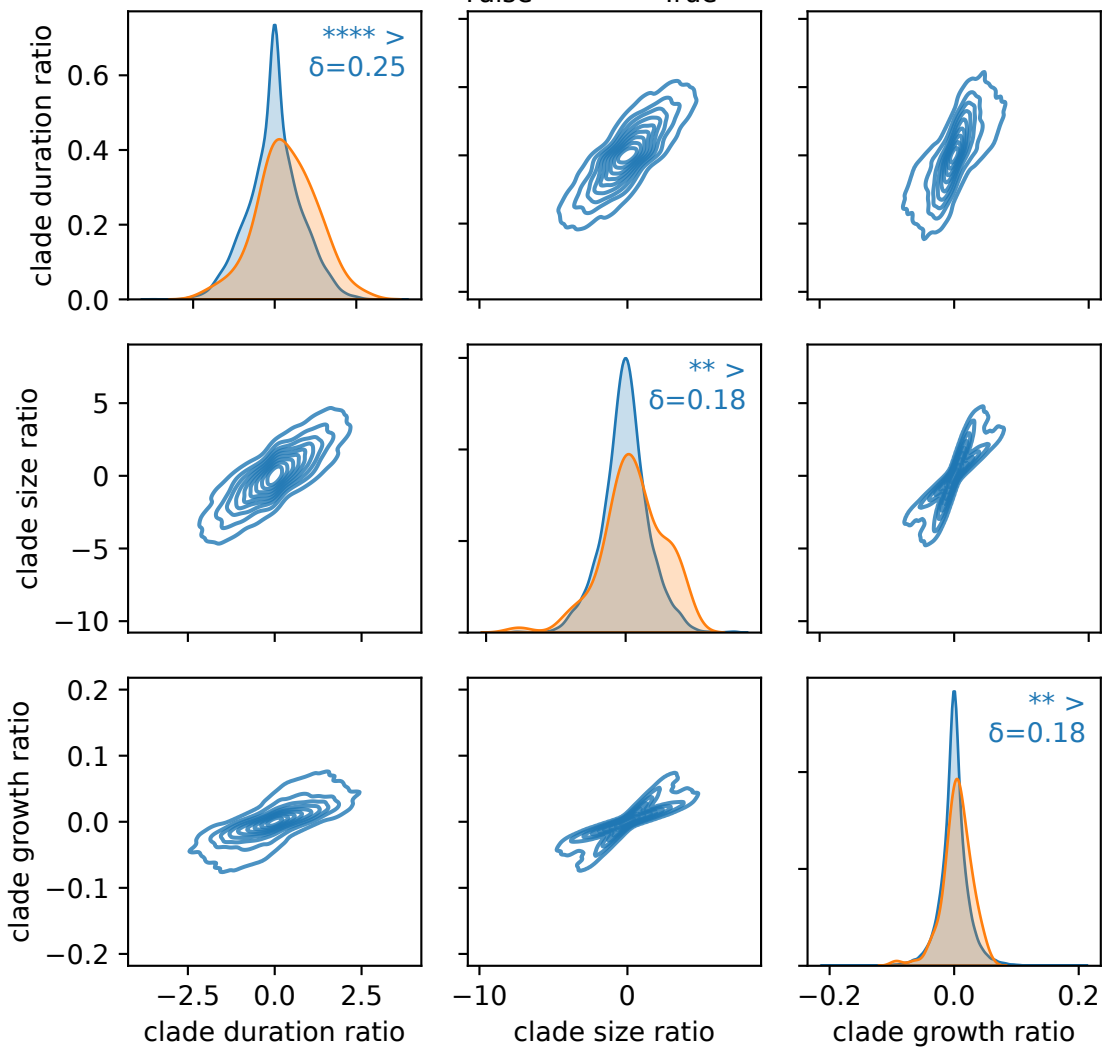 clade duration ratio
0.6
0.4
0.2
0.0
**** >
δ=0.25
clade size ratio
5
0
−5
−10
** >
δ=0.18
clade growth ratio
0.2
0.1
0.0
−0.1
−0.2
** >
δ=0.18
−2.5 0.0 2.5
−10 0
−0.2 0.0 0.2
clade duration ratio
clade size ratio
clade growth ratio